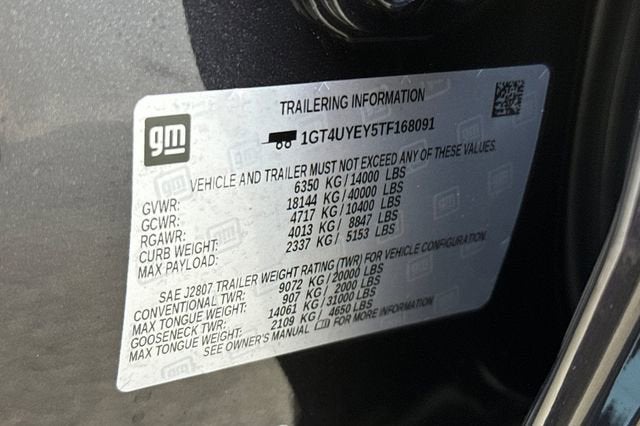 TRAILERING INFORMATION
gm
1GT4UYEY5TF168091
VEHICLE AND TRAILER MUST NOT EXCEED ANY OF THESE VALUES.
GVWR: 6350 KG / 14000 LBS
GCWR: 18144 KG / 40000 LBS
RGAWR: 4717 KG / 10400 LBS
CURB WEIGHT: 4013 KG / 8847 LBS
MAX PAYLOAD: 2337 KG / 5153 LBS
SAE J2807 TRAILER WEIGHT RATING (TWR) FOR VEHICLE CONFIGURATION.
CONVENTIONAL TWR: 9072 KG / 20000 LBS
MAX TONGUE WEIGHT: 907 KG / 2000 LBS
GOOSENECK TWR: 14061 KG / 31000 LBS
MAX TONGUE WEIGHT: 2109 KG / 4650 LBS
SEE OWNER'S MANUAL FOR MORE INFORMATION